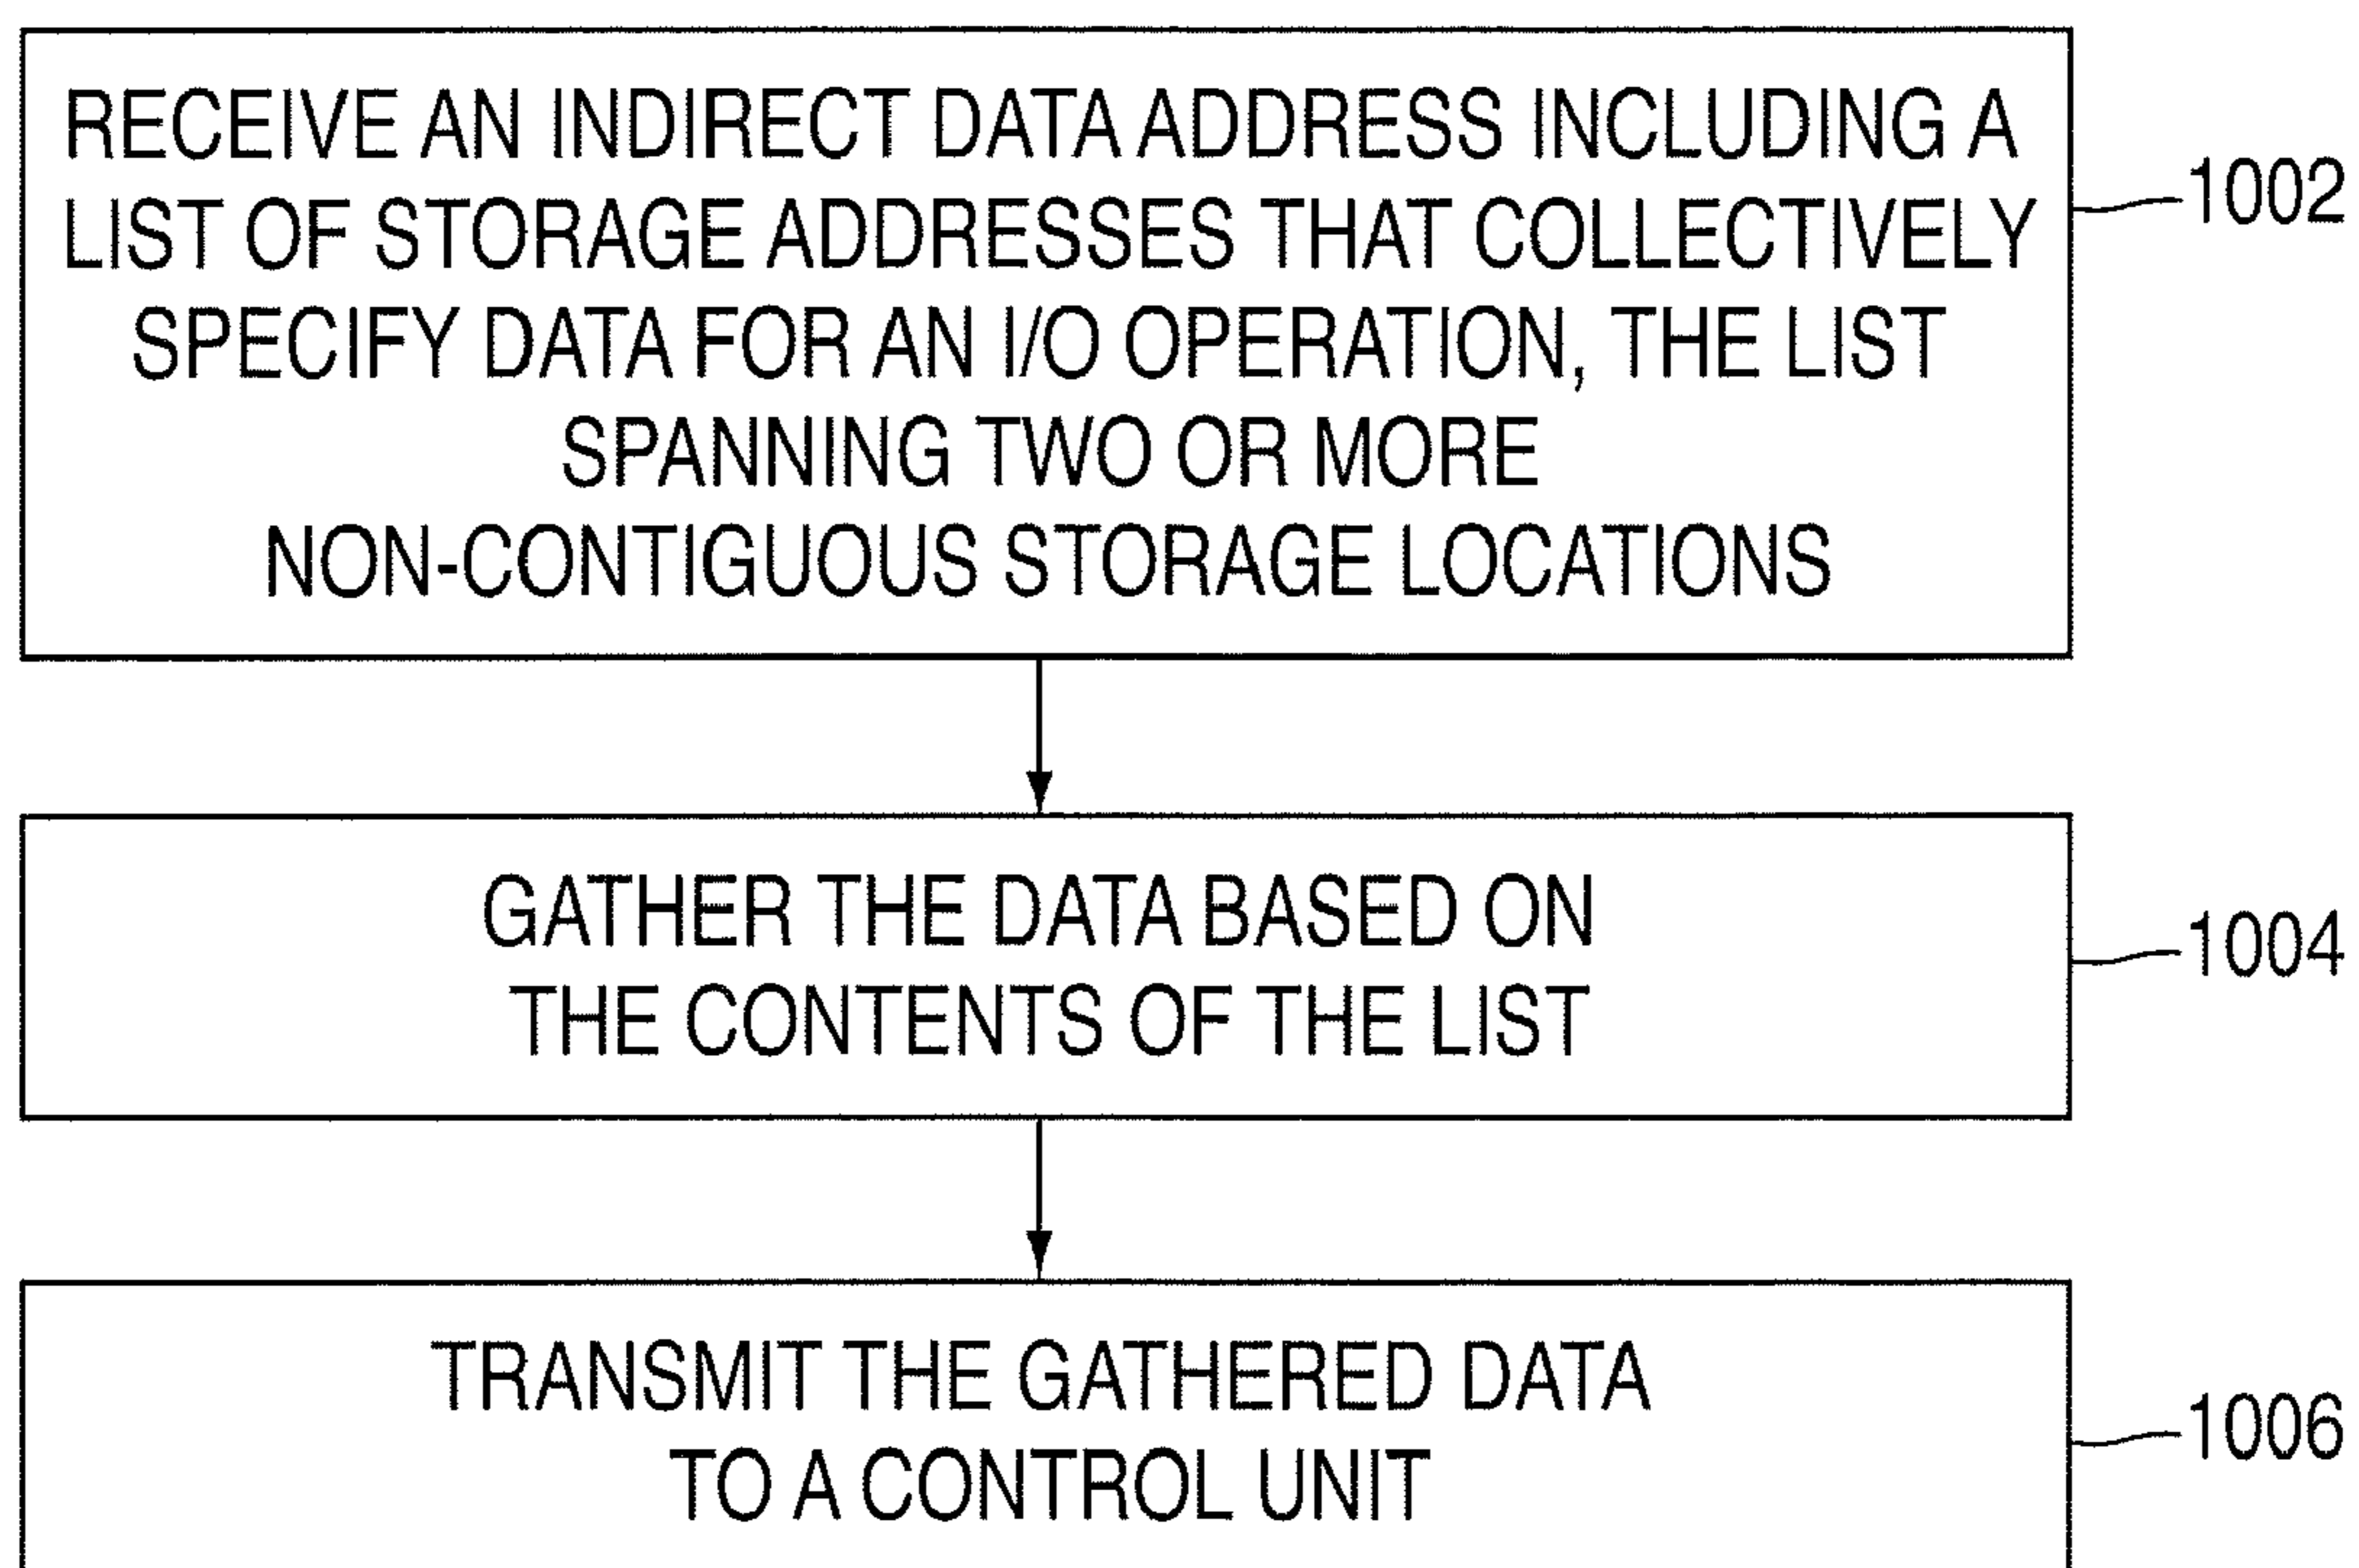 RECEIVE AN INDIRECT DATA ADDRESS INCLUDING A
LIST OF STORAGE ADDRESSES THAT COLLECTIVELY
SPECIFY DATA FOR AN I/O OPERATION, THE LIST
SPANNING TWO OR MORE
NON-CONTIGUOUS STORAGE LOCATIONS
1002
GATHER THE DATA BASED ON
THE CONTENTS OF THE LIST
1004
TRANSMIT THE GATHERED DATA
TO A CONTROL UNIT
1006